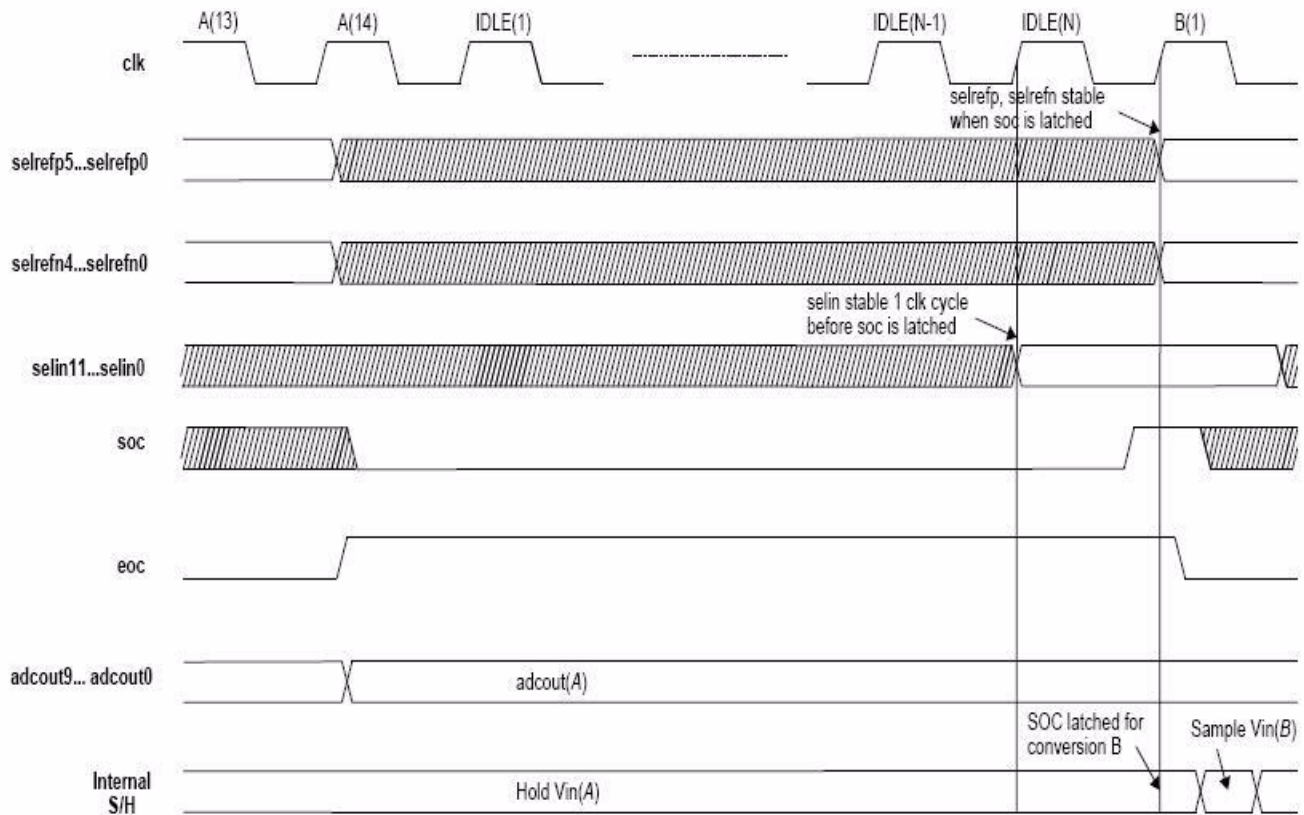 A(13) A(14) IDLE(1) IDLE(N-1) IDLE(N) B(1)
clk
selrefp, selrefn stable
when soc is latched
selrefp5...selrefp0
selrefn4...selrefn0
selin stable 1 clk cycle
before soc is latched
selin11...selin0
soc
eoc
adcout9... adcout0
adcout(A)
SOC latched for
conversion B
Sample Vin(B)
Internal
S/H
Hold Vin(A)